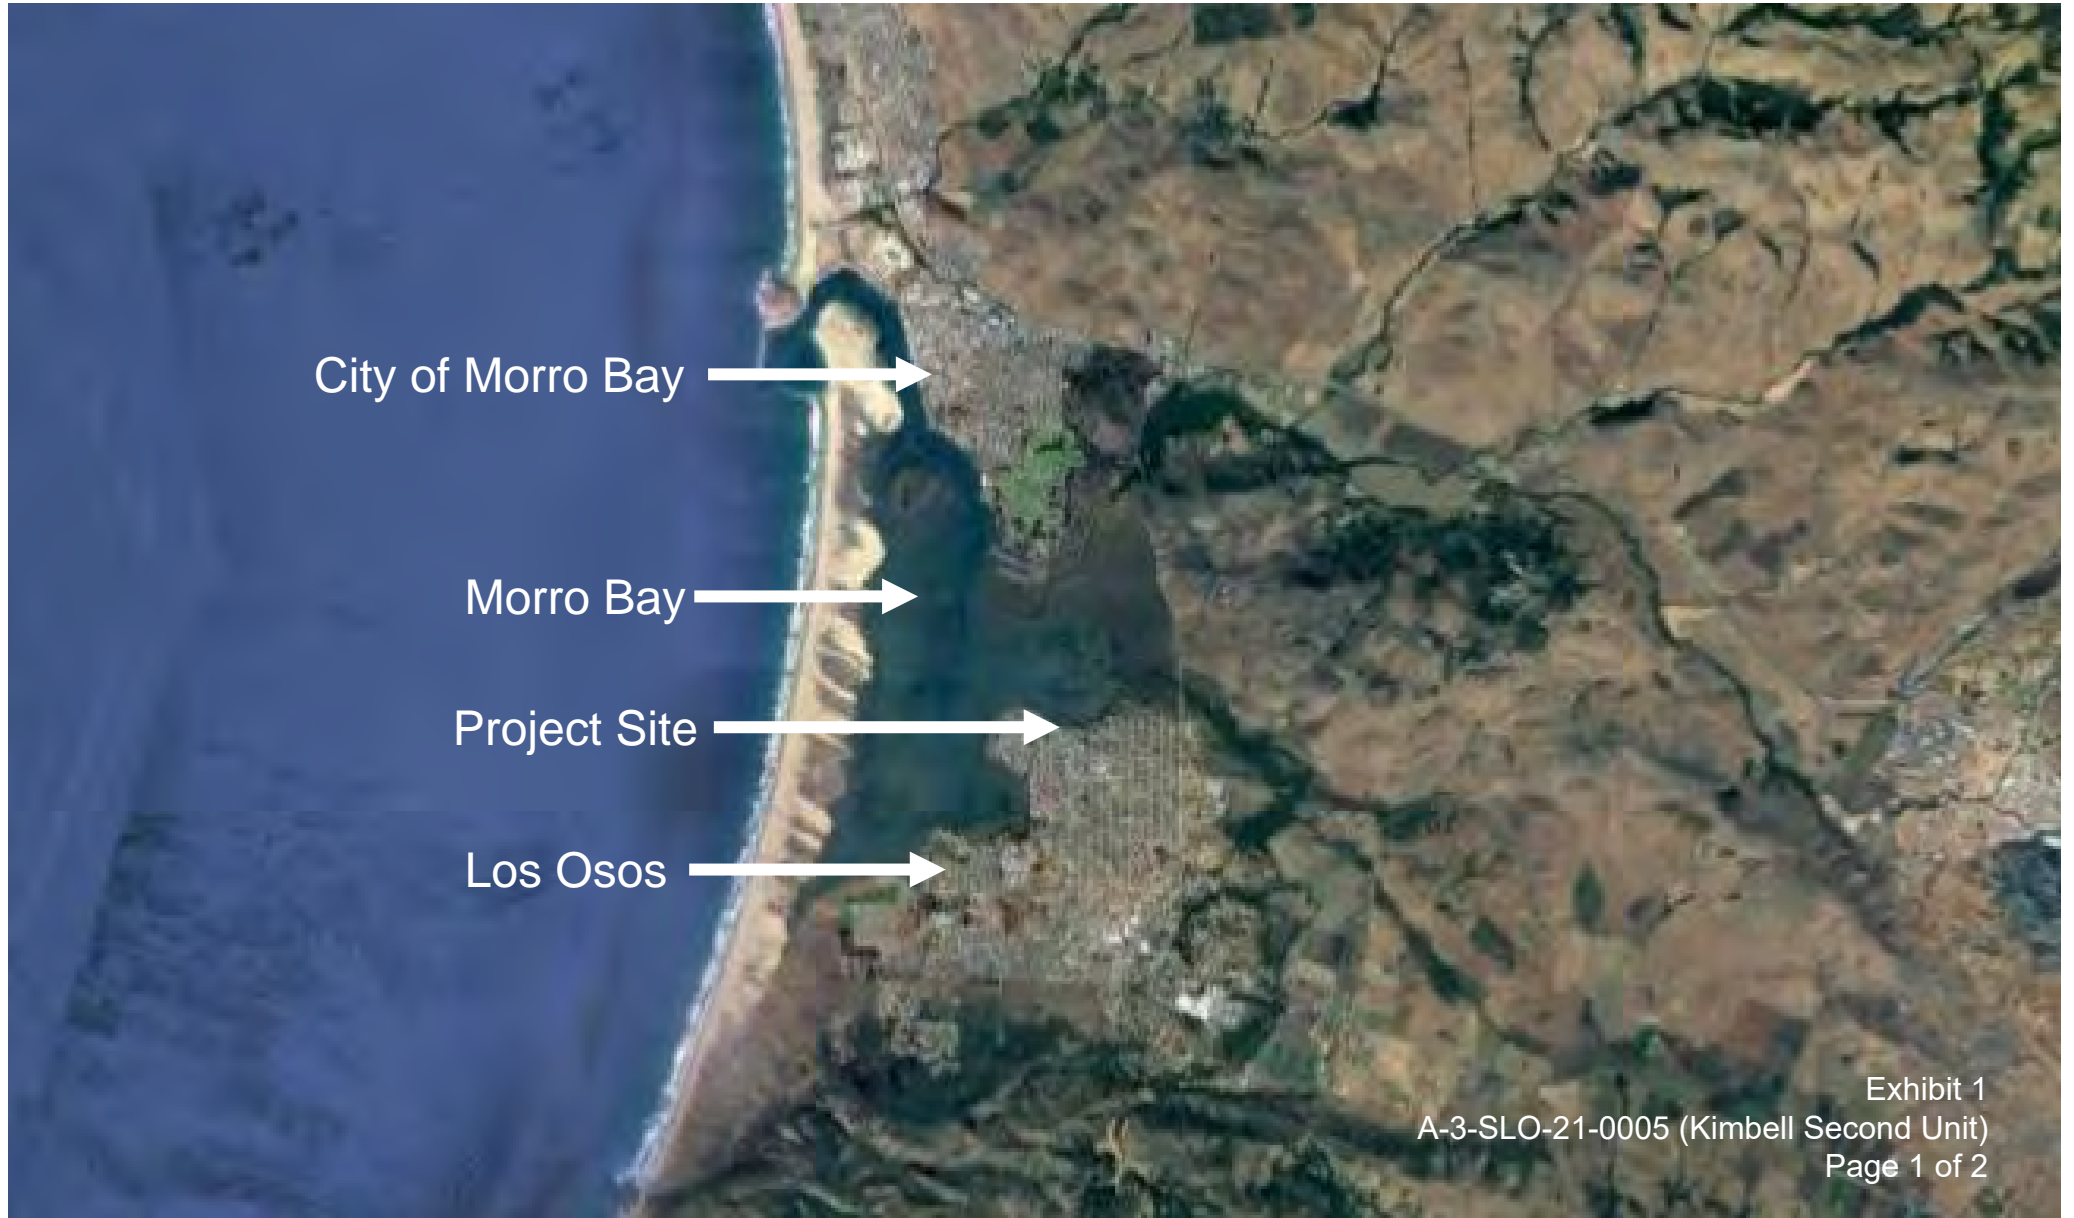 City of Morro Bay
Morro Bay
Project Site
Los Osos
Exhibit 1
A-3-SLO-21-0005 (Kimbell Second Unit)
Page 1 of 2